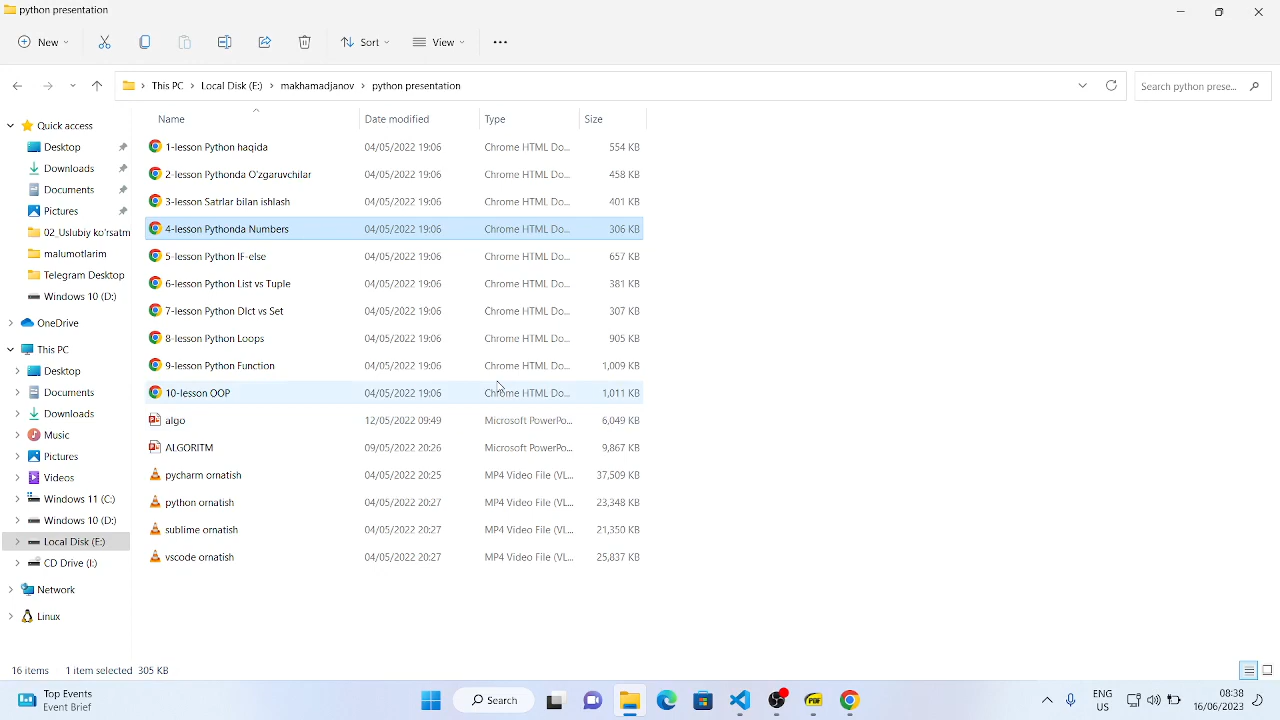 python presentation
New
Sort
View
This PC
Local Disk (E:)
makhamadjanov
python presentation
Search python prese...
Name
Date modified
Type
Size
Quick access
Desktop
Downloads
Documents
Pictures
02_Uslubiy ko'rsatm
malumotlarim
Telegram Desktop
Windows 10 (D:)
OneDrive
This PC
Desktop
Documents
Downloads
Music
Pictures
Videos
Windows 11 (C:)
Windows 10 (D:)
Local Disk (E:)
CD Drive (I:)
Network
Linux
1-lesson Python haqida 04/05/2022 19:06 Chrome HTML Do... 554 KB
2-lesson Pythonda O'zgaruvchilar 04/05/2022 19:06 Chrome HTML Do... 458 KB
3-lesson Satrlar bilan ishlash 04/05/2022 19:06 Chrome HTML Do... 401 KB
4-lesson Pythonda Numbers 04/05/2022 19:06 Chrome HTML Do... 306 KB
5-lesson Python IF-else 04/05/2022 19:06 Chrome HTML Do... 657 KB
6-lesson Python List vs Tuple 04/05/2022 19:06 Chrome HTML Do... 381 KB
7-lesson Python DIct vs Set 04/05/2022 19:06 Chrome HTML Do... 307 KB
8-lesson Python Loops 04/05/2022 19:06 Chrome HTML Do... 905 KB
9-lesson Python Function 04/05/2022 19:06 Chrome HTML Do... 1,009 KB
10-lesson OOP 04/05/2022 19:06 Chrome HTML Do... 1,011 KB
algo 12/05/2022 09:49 Microsoft PowerPo... 6,049 KB
ALGORITM 09/05/2022 20:26 Microsoft PowerPo... 9,867 KB
pycharm ornatish 04/05/2022 20:25 MP4 Video File (VL... 37,509 KB
python ornatish 04/05/2022 20:27 MP4 Video File (VL... 23,348 KB
sublime ornatish 04/05/2022 20:27 MP4 Video File (VL... 21,350 KB
vscode ornatish 04/05/2022 20:27 MP4 Video File (VL... 25,837 KB
16 items 1 item selected 305 KB
Top Events
Event Brief
Search
PDF
ENG
US
08:38
16/06/2023